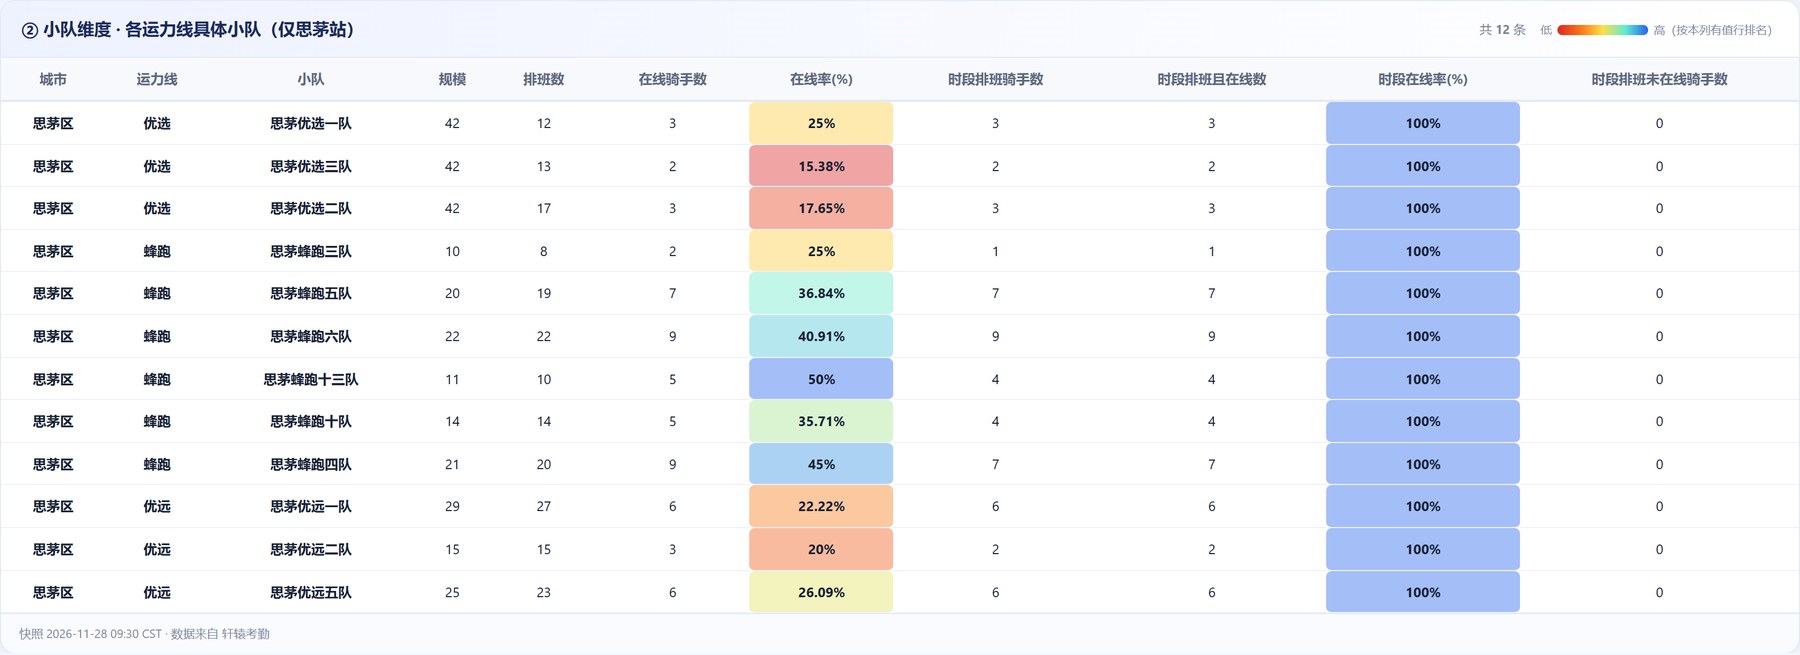 ② 小队维度 · 各运力线具体小队（仅思茅站） 共 12 条 低 高 (按本列有值行排名)
城市 运力线 小队 规模 排班数 在线骑手数 在线率(%) 时段排班骑手数 时段排班且在线数 时段在线率(%) 时段排班未在线骑手数
思茅区 优选 思茅优选一队 42 12 3 25% 3 3 100% 0
思茅区 优选 思茅优选三队 42 13 2 15.38% 2 2 100% 0
思茅区 优选 思茅优选二队 42 17 3 17.65% 3 3 100% 0
思茅区 蜂跑 思茅蜂跑三队 10 8 2 25% 1 1 100% 0
思茅区 蜂跑 思茅蜂跑五队 20 19 7 36.84% 7 7 100% 0
思茅区 蜂跑 思茅蜂跑六队 22 22 9 40.91% 9 9 100% 0
思茅区 蜂跑 思茅蜂跑十三队 11 10 5 50% 4 4 100% 0
思茅区 蜂跑 思茅蜂跑十队 14 14 5 35.71% 4 4 100% 0
思茅区 蜂跑 思茅蜂跑四队 21 20 9 45% 7 7 100% 0
思茅区 优远 思茅优远一队 29 27 6 22.22% 6 6 100% 0
思茅区 优远 思茅优远二队 15 15 3 20% 2 2 100% 0
思茅区 优远 思茅优远五队 25 23 6 26.09% 6 6 100% 0
快照 2026-11-28 09:30 CST · 数据来自 轩辕考勤